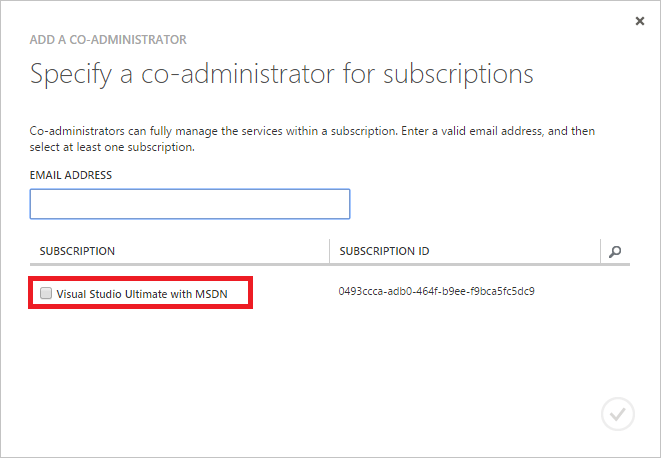 ADD A CO-ADMINISTRATOR
Specify a co-administrator for subscriptions
Co-administrators can fully manage the services within a subscription. Enter a valid email address, and then
select at least one subscription.
EMAIL ADDRESS
SUBSCRIPTION SUBSCRIPTION ID
Visual Studio Ultimate with MSDN 0493ccca-adb0-464f-b9ee-f9bca5fc5dc9